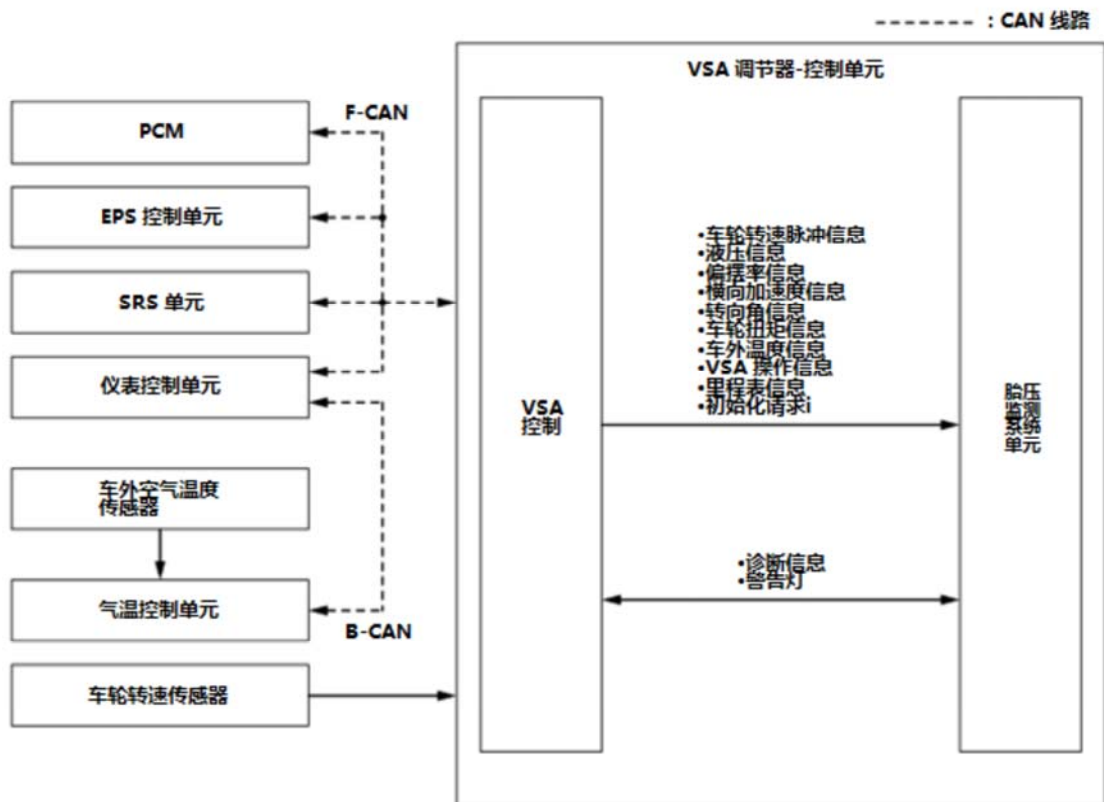 : CAN 线路
VSA 调节器-控制单元
F-CAN
PCM
EPS 控制单元
SRS 单元
仪表控制单元
车外空气温度
传感器
气温控制单元
B-CAN
车轮转速传感器
VSA
控制
•车轮转速脉冲信息
•液压信息
•偏摆率信息
•横向加速度信息
•转向角信息
•车轮扭矩信息
•车外温度信息
•VSA 操作信息
•里程表信息
•初始化请求i
•诊断信息
•警告灯
胎压
监测
系统
单元